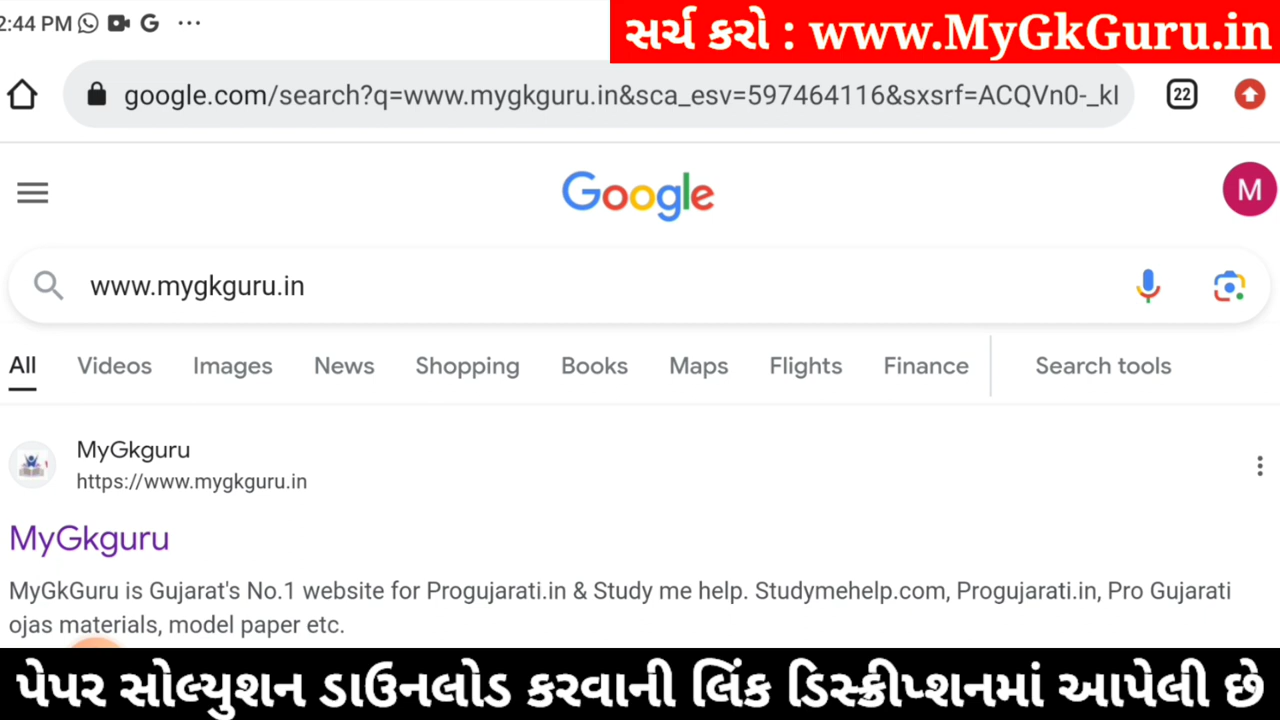 2:44 PM
સર્ચ કરો : www.MyGkGuru.in
google.com/search?q=www.mygkguru.in&sca_esv=597464116&sxsrf=ACQVn0-_kI
22
Google
M
www.mygkguru.in
All Videos Images News Shopping Books Maps Flights Finance Search tools
MyGkguru
https://www.mygkguru.in
MyGkguru
MyGkGuru is Gujarat's No.1 website for Progujarati.in & Study me help. Studymehelp.com, Progujarati.in, Pro Gujarati
ojas materials, model paper etc.
પેપર સોલ્યુશન ડાઉનલોડ કરવાની લિંક ડિસ્ક્રીપ્શનમાં આપેલી છે